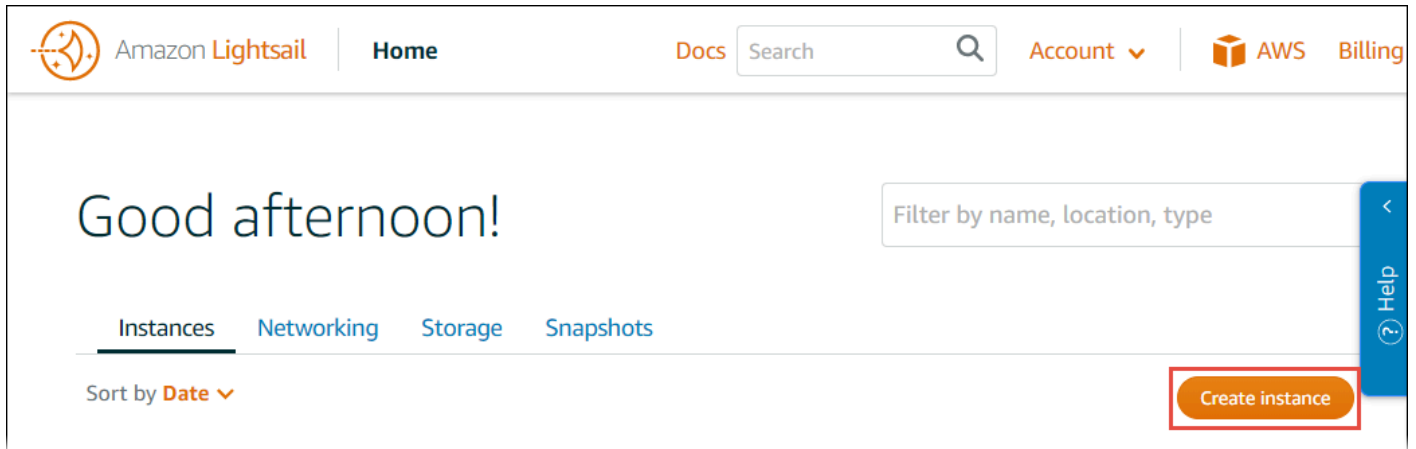 Amazon Lightsail Home Docs Search Account AWS Billing
Good afternoon!
Filter by name, location, type
Help
Instances Networking Storage Snapshots
Sort by Date
Create instance